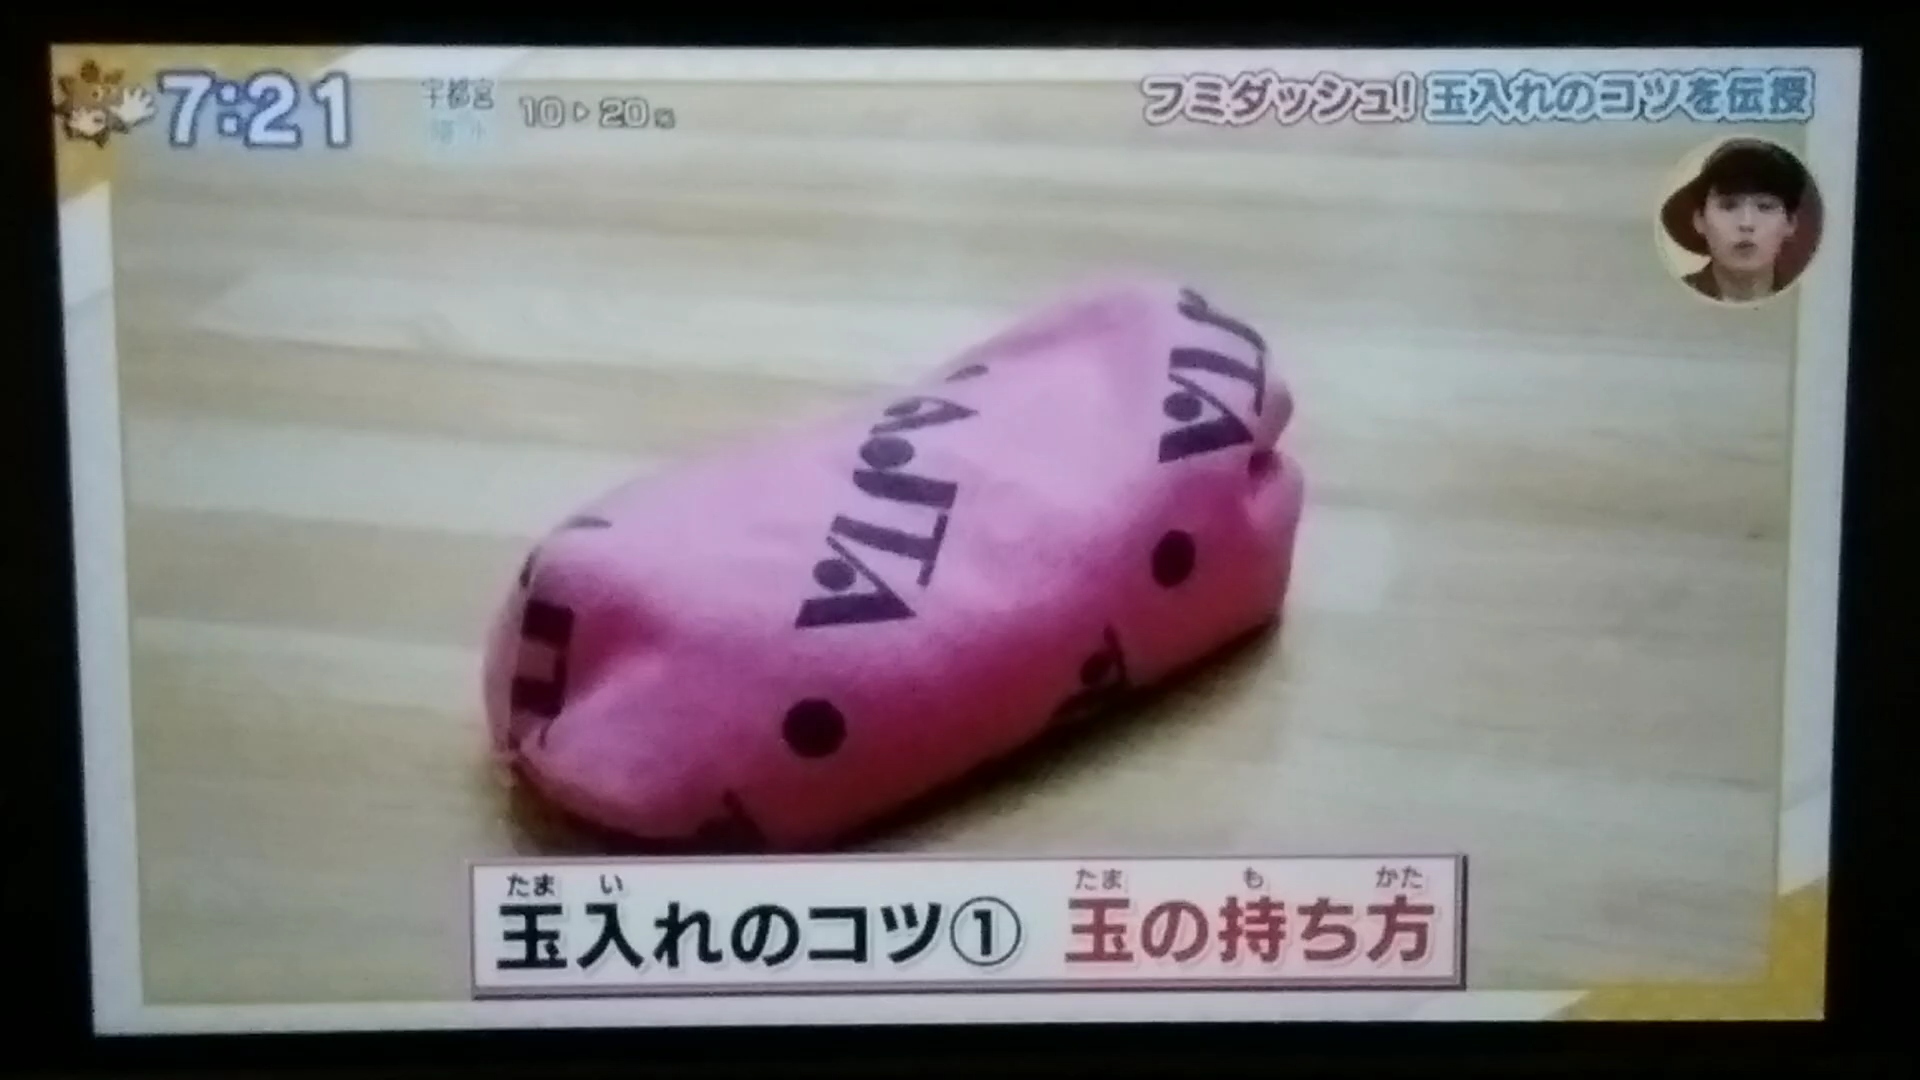 7:21
宇都宮
10 ▷ 20
フミダッシュ! 玉入れのコツを伝授
AJTA
AJTA
たま い
玉入れのコツ① 
たま も かた
玉の持ち方